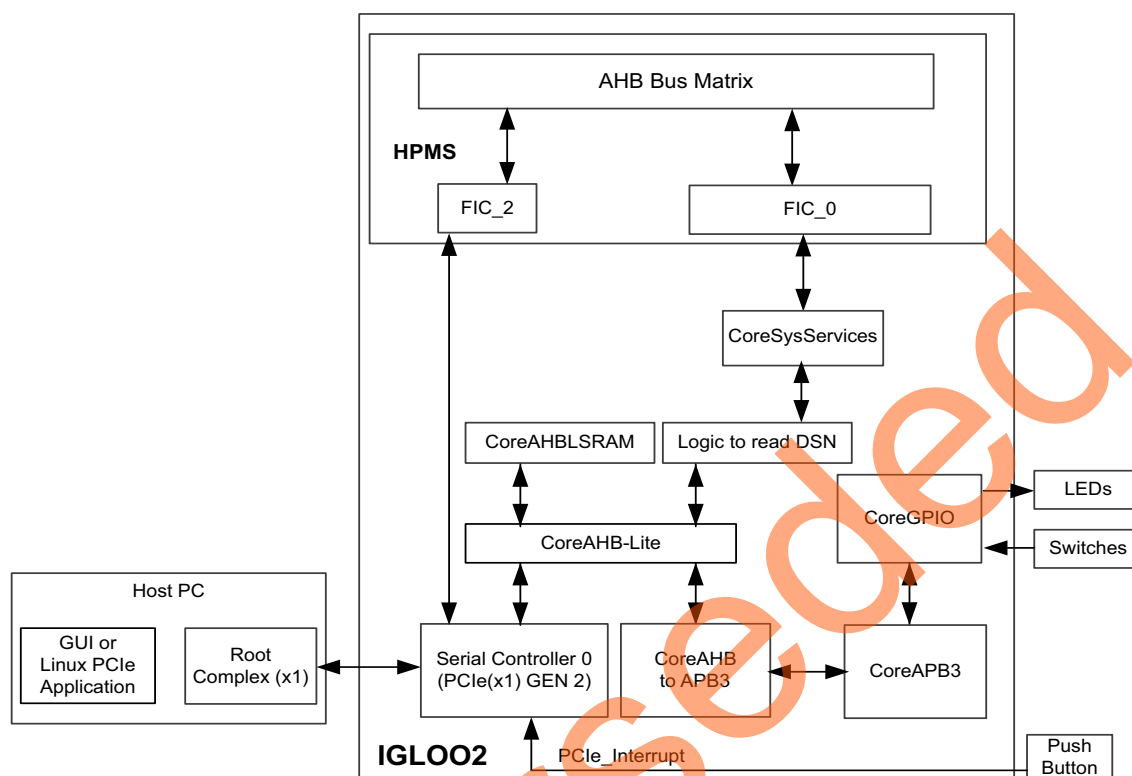 AHB Bus Matrix
HPMS
FIC_2
FIC_0
CoreSysServices
CoreAHBLSRAM
Logic to read DSN
CoreGPIO
LEDs
CoreAHB-Lite
Switches
Host PC
GUI or
Linux PCIe
Application
Root
Complex (x1)
Serial Controller 0
(PCIe(x1) GEN 2)
CoreAHB
to APB3
CoreAPB3
IGLOO2
PCIe_Interrupt
Push
Button
sed
ed